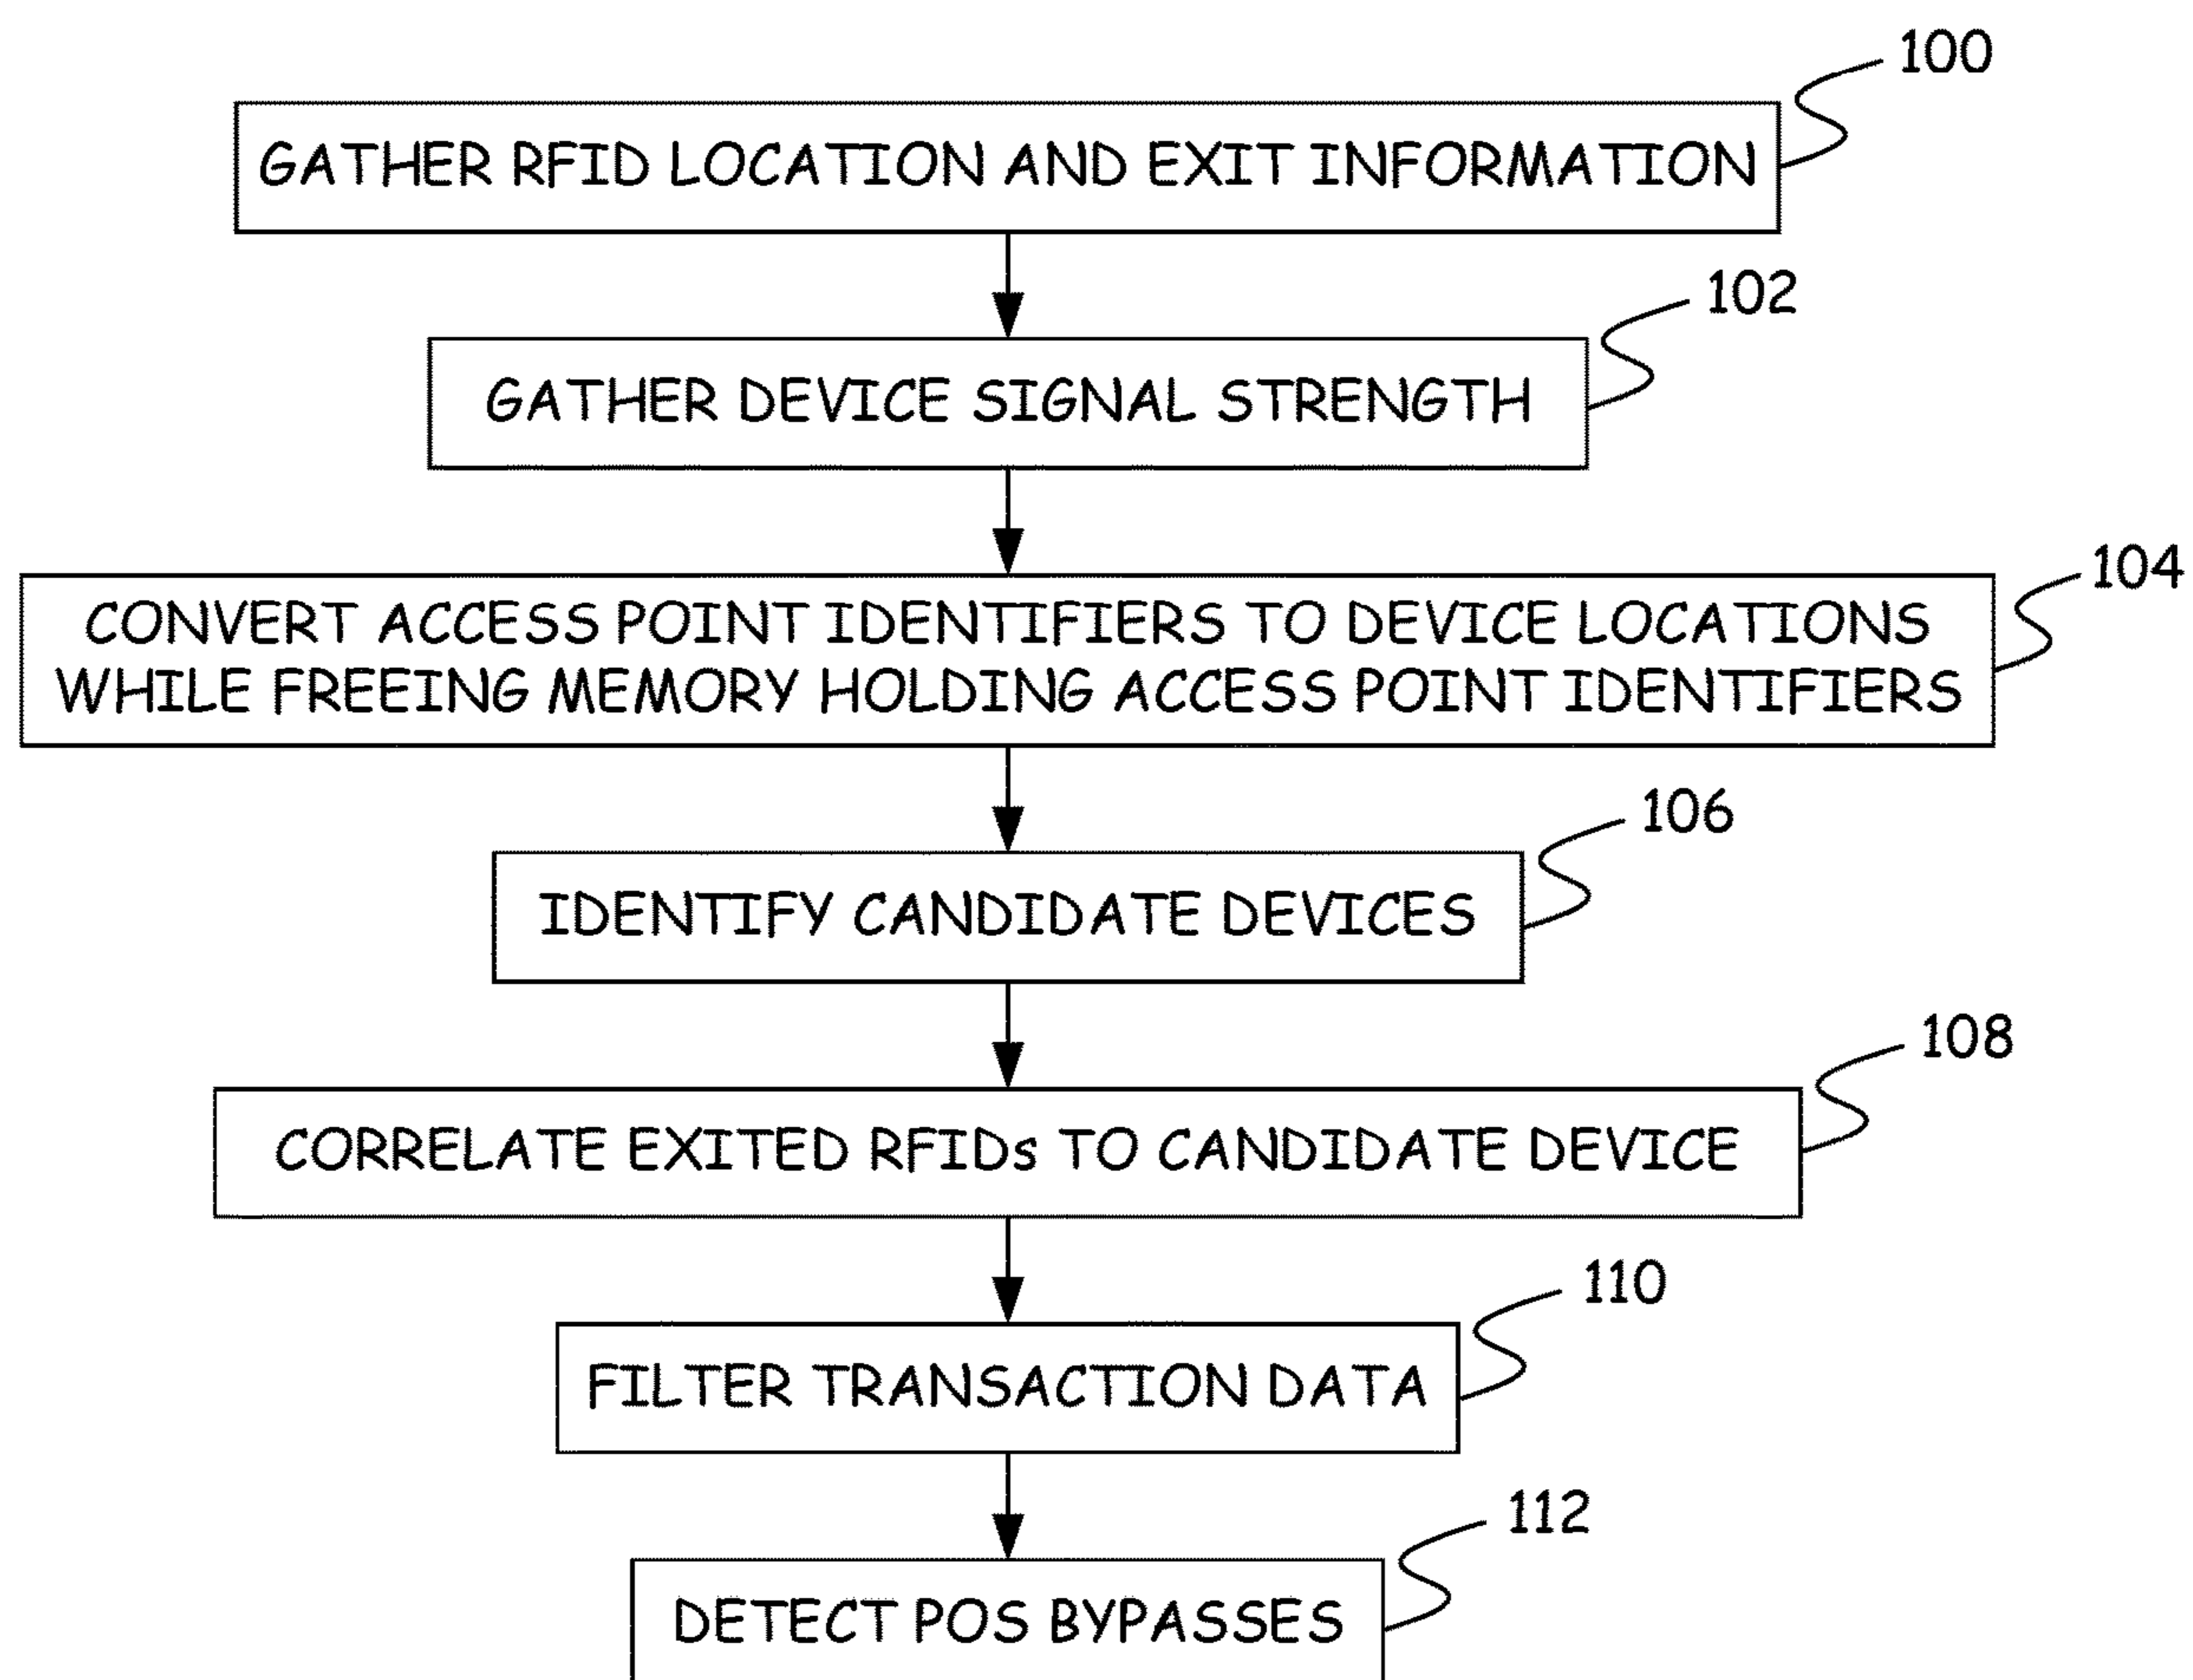 100
GATHER RFID LOCATION AND EXIT INFORMATION
102
GATHER DEVICE SIGNAL STRENGTH
104
CONVERT ACCESS POINT IDENTIFIERS TO DEVICE LOCATIONS
WHILE FREEING MEMORY HOLDING ACCESS POINT IDENTIFIERS
106
IDENTIFY CANDIDATE DEVICES
108
CORRELATE EXITED RFIDs TO CANDIDATE DEVICE
110
FILTER TRANSACTION DATA
112
DETECT POS BYPASSES